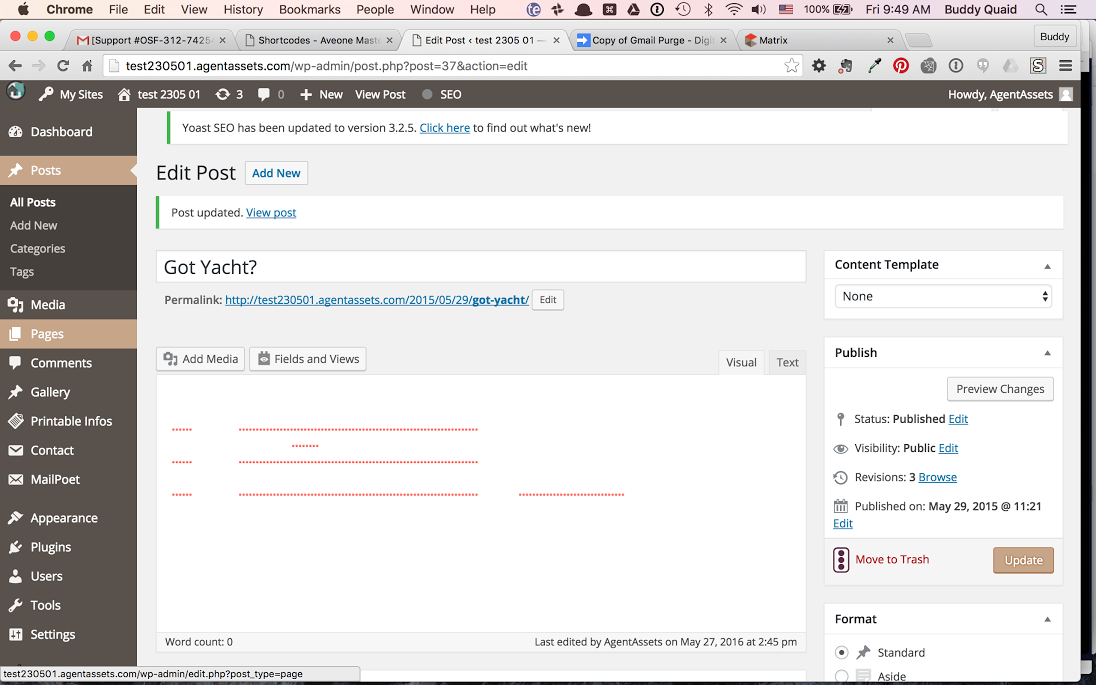 Chrome File Edit View History Bookmarks People Window Help 100% Fri 9:49 AM Buddy Quaid
M [Support #OSF-312-7425 Shortcodes - Aveone Mast Edit Post ‹ test 2305 01 — Copy of Gmail Purge - Digi Matrix Buddy
test230501.agentassets.com/wp-admin/post.php?post=37&action=edit
My Sites test 2305 01 3 0 New View Post SEO Howdy, AgentAssets
Dashboard
Posts
All Posts
Add New
Categories
Tags
Media
Pages
Comments
Gallery
Printable Infos
Contact
MailPoet
Appearance
Plugins
Users
Tools
Settings
Yoast SEO has been updated to version 3.2.5. Click here to find out what's new!
Edit Post Add New
Post updated. View post
Got Yacht?
Permalink: http://test230501.agentassets.com/2015/05/29/got-yacht/ Edit
Add Media Fields and Views Visual Text
Word count: 0 Last edited by AgentAssets on May 27, 2016 at 2:45 pm
Content Template
None
Publish
Preview Changes
Status: Published Edit
Visibility: Public Edit
Revisions: 3 Browse
Published on: May 29, 2015 @ 11:21
Edit
Move to Trash Update
Format
Standard
Aside
test230501.agentassets.com/wp-admin/edit.php?post_type=page